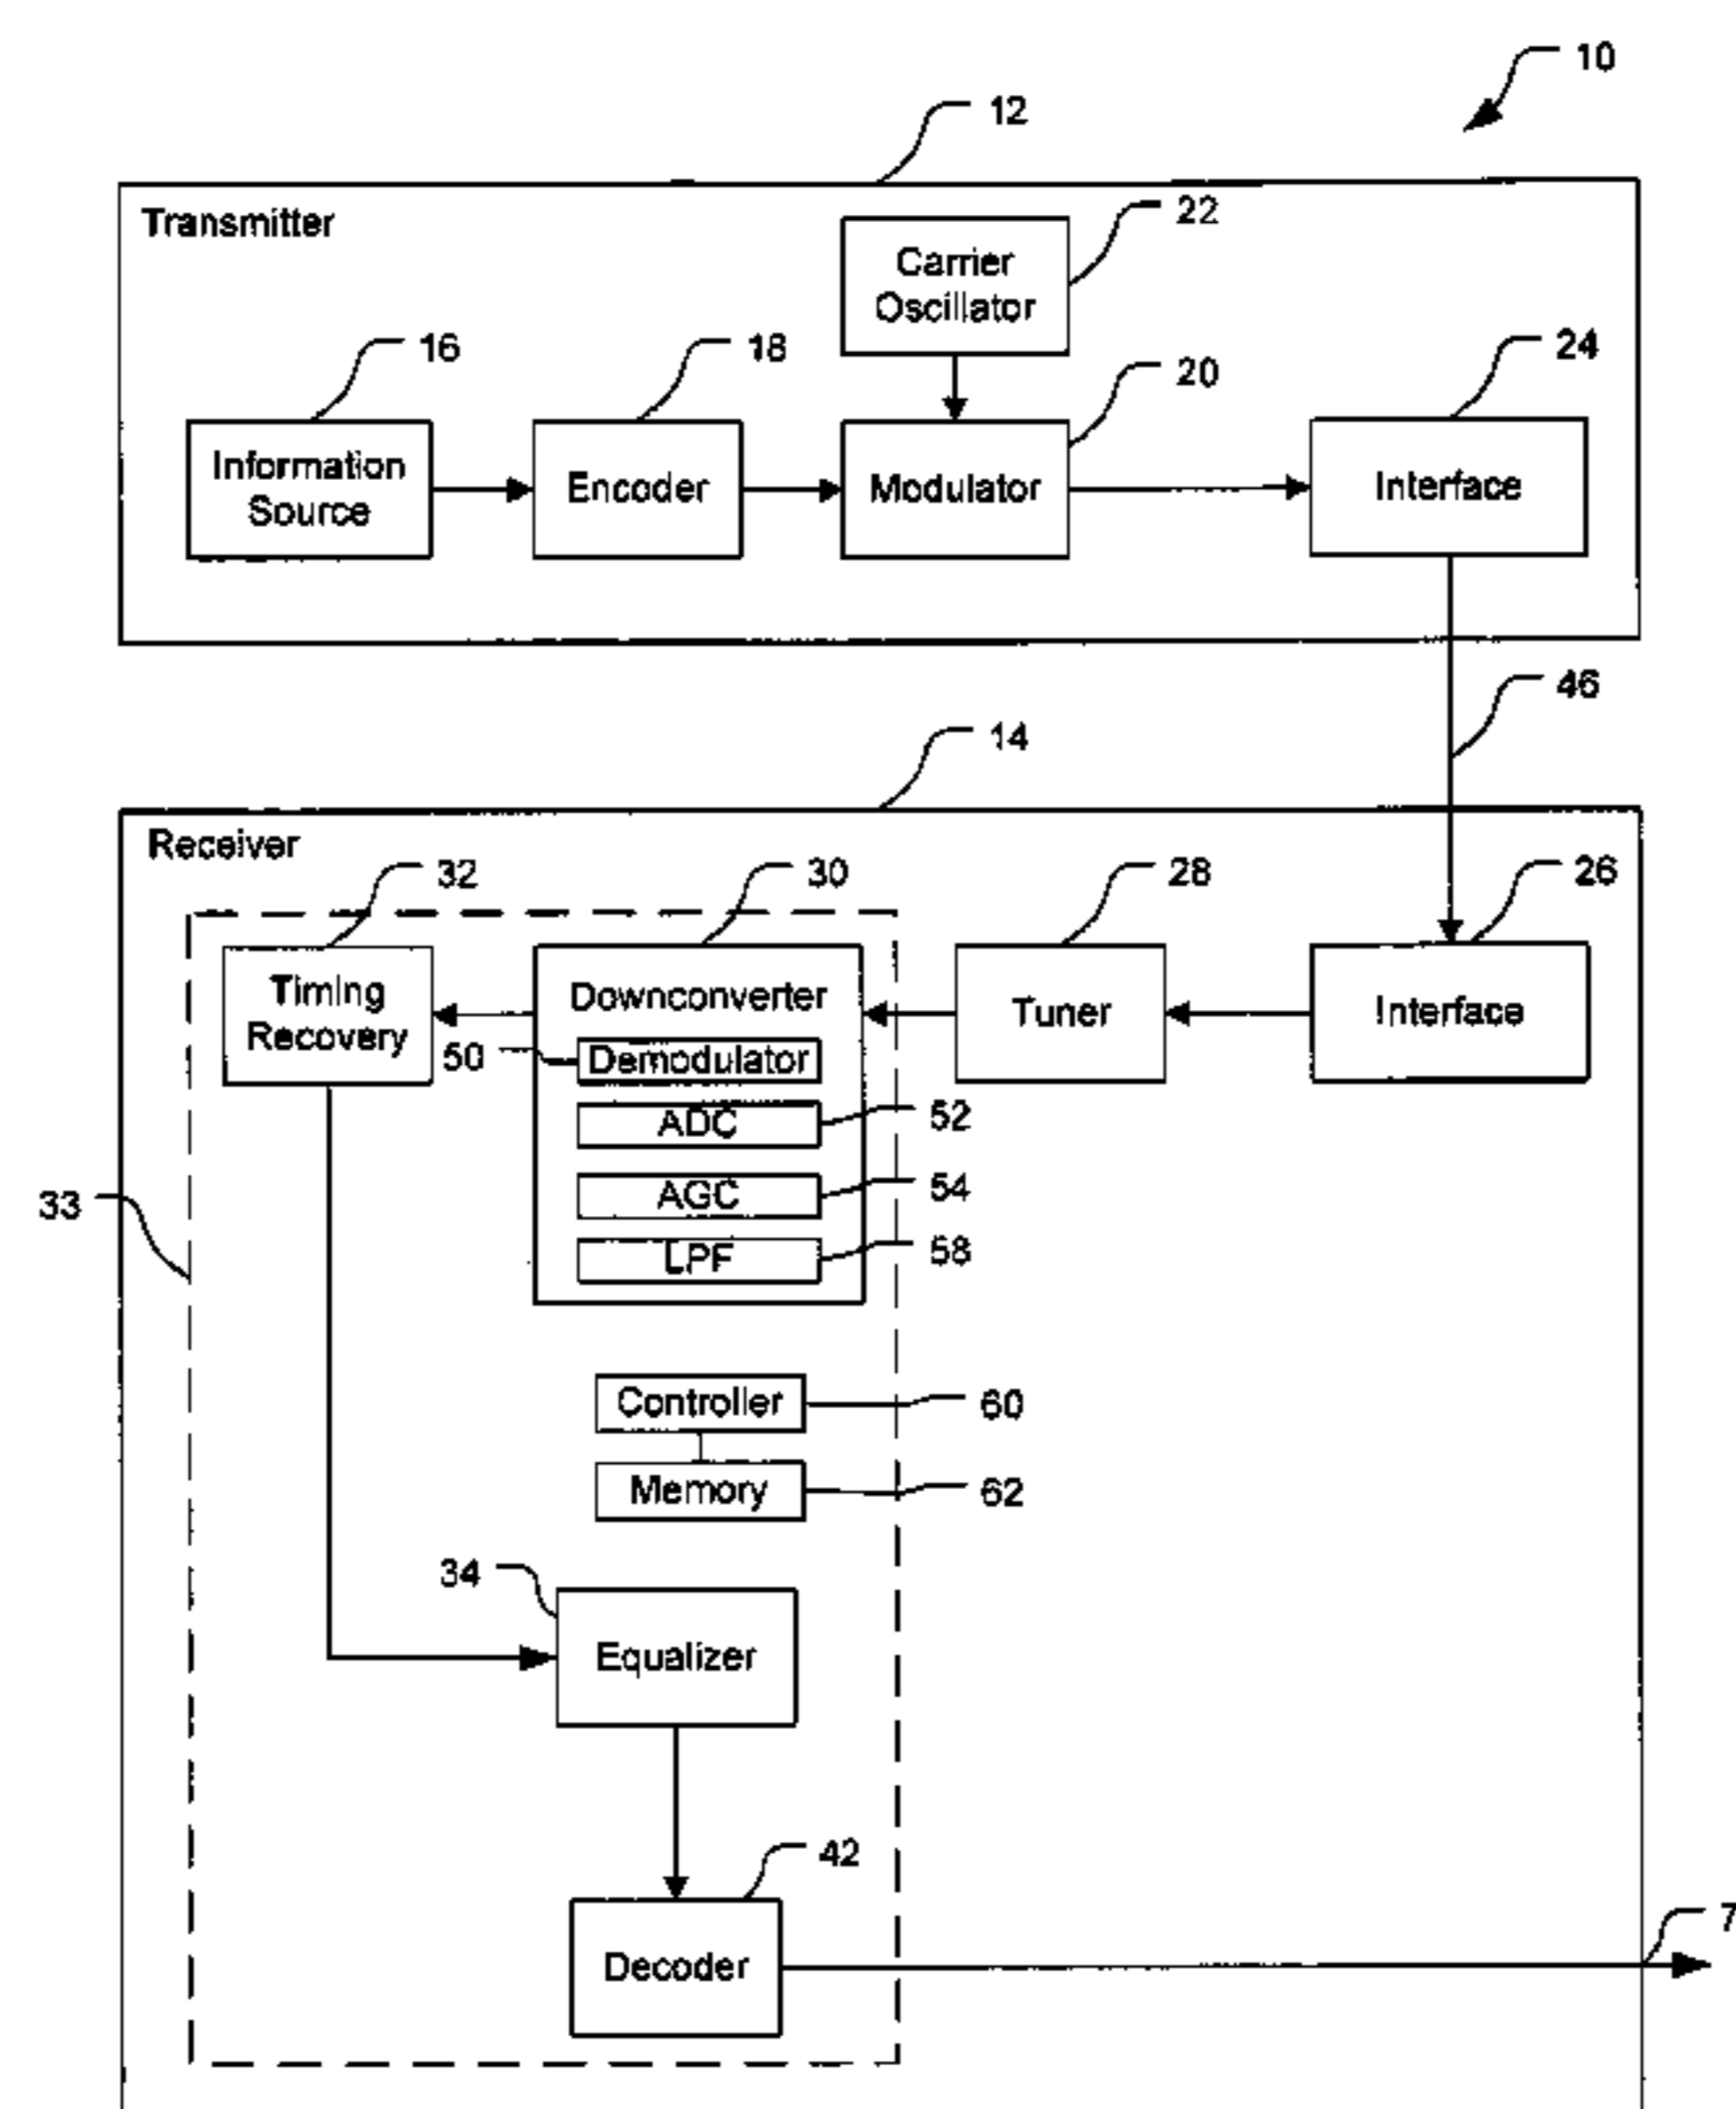 10
12
Transmitter
22
Carrier
Oscillator
16
18
20
24
Information
Source
Encoder
Modulator
Interface
46
14
Receiver
32
30
28
26
Timing
Recovery
Downconverter
Tuner
Interface
50
Demodulator
ADC
52
33
AGC
54
LPF
58
Controller
60
Memory
62
34
Equalizer
42
7
Decoder